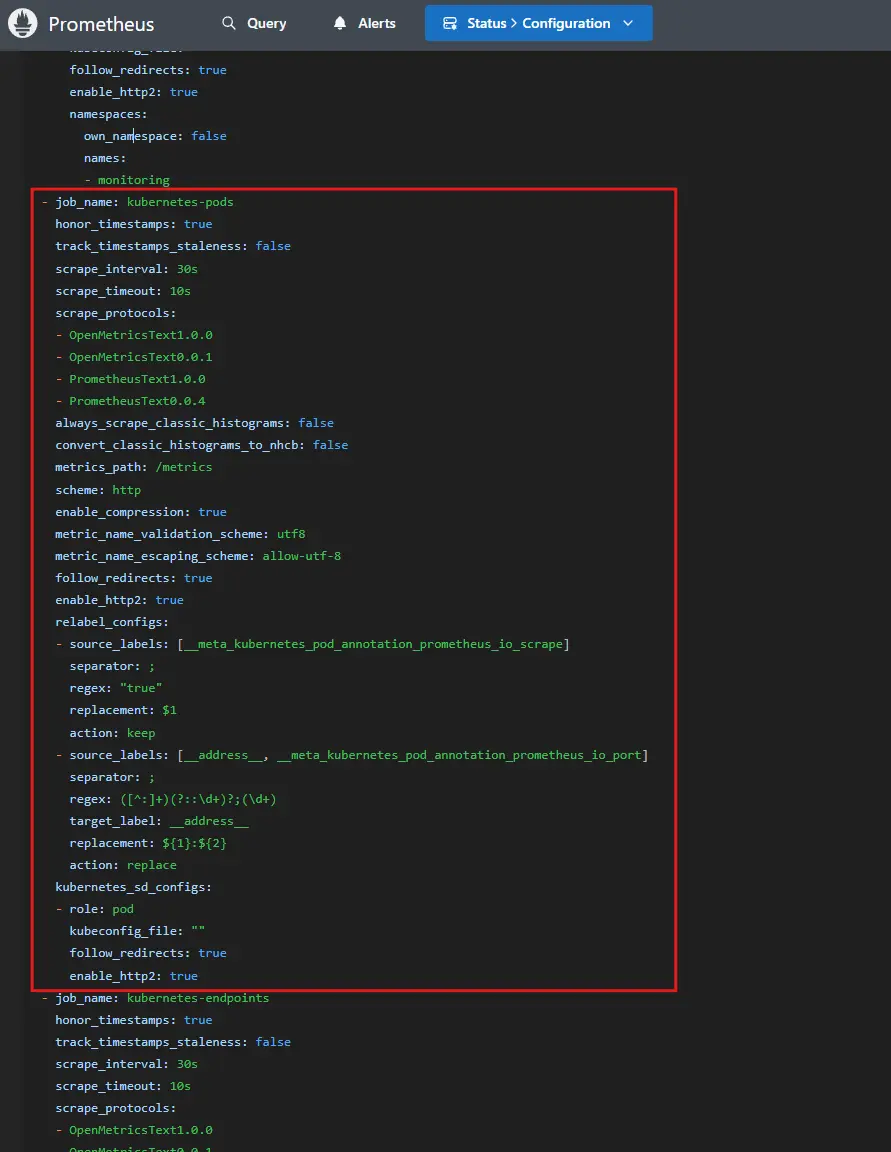 Prometheus
Query
Alerts
Status > Configuration
follow_redirects: true
enable_http2: true
namespaces:
own_namespace: false
names:
- monitoring
- job_name: kubernetes-pods
honor_timestamps: true
track_timestamps_staleness: false
scrape_interval: 30s
scrape_timeout: 10s
scrape_protocols:
- OpenMetricsText1.0.0
- OpenMetricsText0.0.1
- PrometheusText1.0.0
- PrometheusText0.0.4
always_scrape_classic_histograms: false
convert_classic_histograms_to_nhcb: false
metrics_path: /metrics
scheme: http
enable_compression: true
metric_name_validation_scheme: utf8
metric_name_escaping_scheme: allow-utf-8
follow_redirects: true
enable_http2: true
relabel_configs:
- source_labels: [__meta_kubernetes_pod_annotation_prometheus_io_scrape]
separator: ;
regex: "true"
replacement: $1
action: keep
- source_labels: [__address__, __meta_kubernetes_pod_annotation_prometheus_io_port]
separator: ;
regex: ([^:]+)(?::\d+)?;(\d+)
target_label: __address__
replacement: ${1}:${2}
action: replace
kubernetes_sd_configs:
- role: pod
kubeconfig_file: ""
follow_redirects: true
enable_http2: true
- job_name: kubernetes-endpoints
honor_timestamps: true
track_timestamps_staleness: false
scrape_interval: 30s
scrape_timeout: 10s
scrape_protocols:
- OpenMetricsText1.0.0
- OpenMetricsText0.0.1